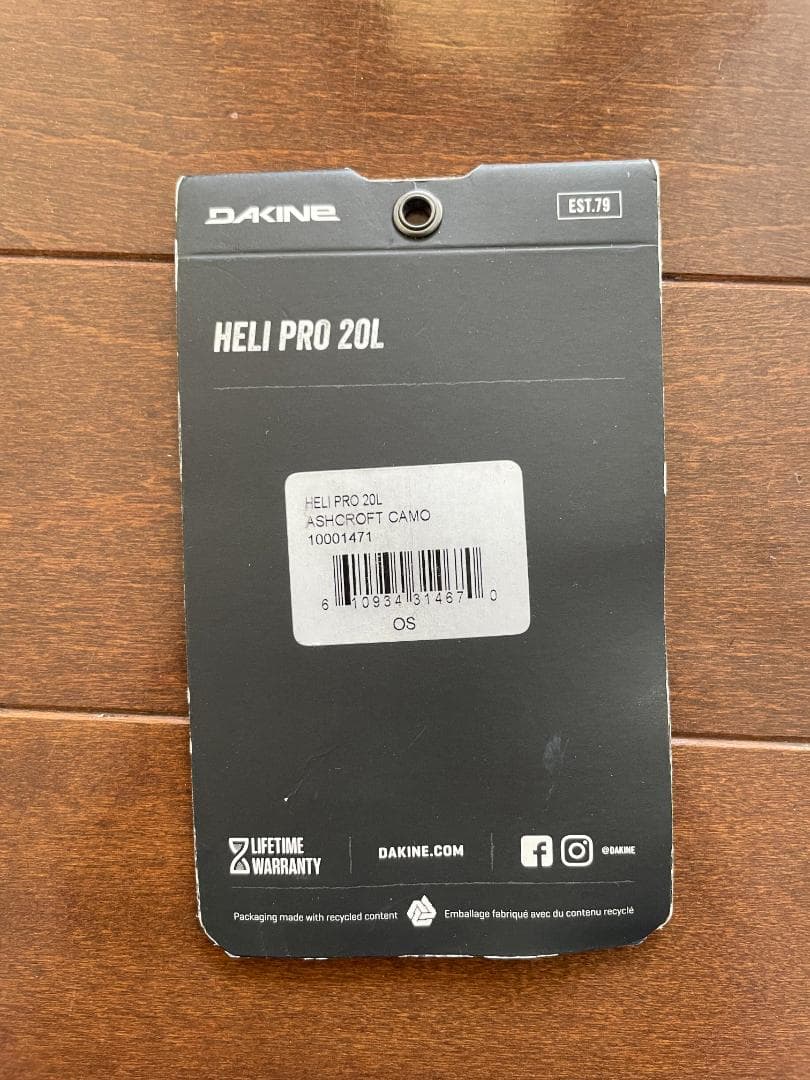 DAKINE
EST.79
HELI PRO 20L
HELI PRO 20L
ASHCROFT CAMO
10001471
6 10934 31467 0
OS
LIFETIME
WARRANTY
DAKINE.COM
@DAKINE
Packaging made with recycled content
Emballage fabriqué avec du contenu recyclé